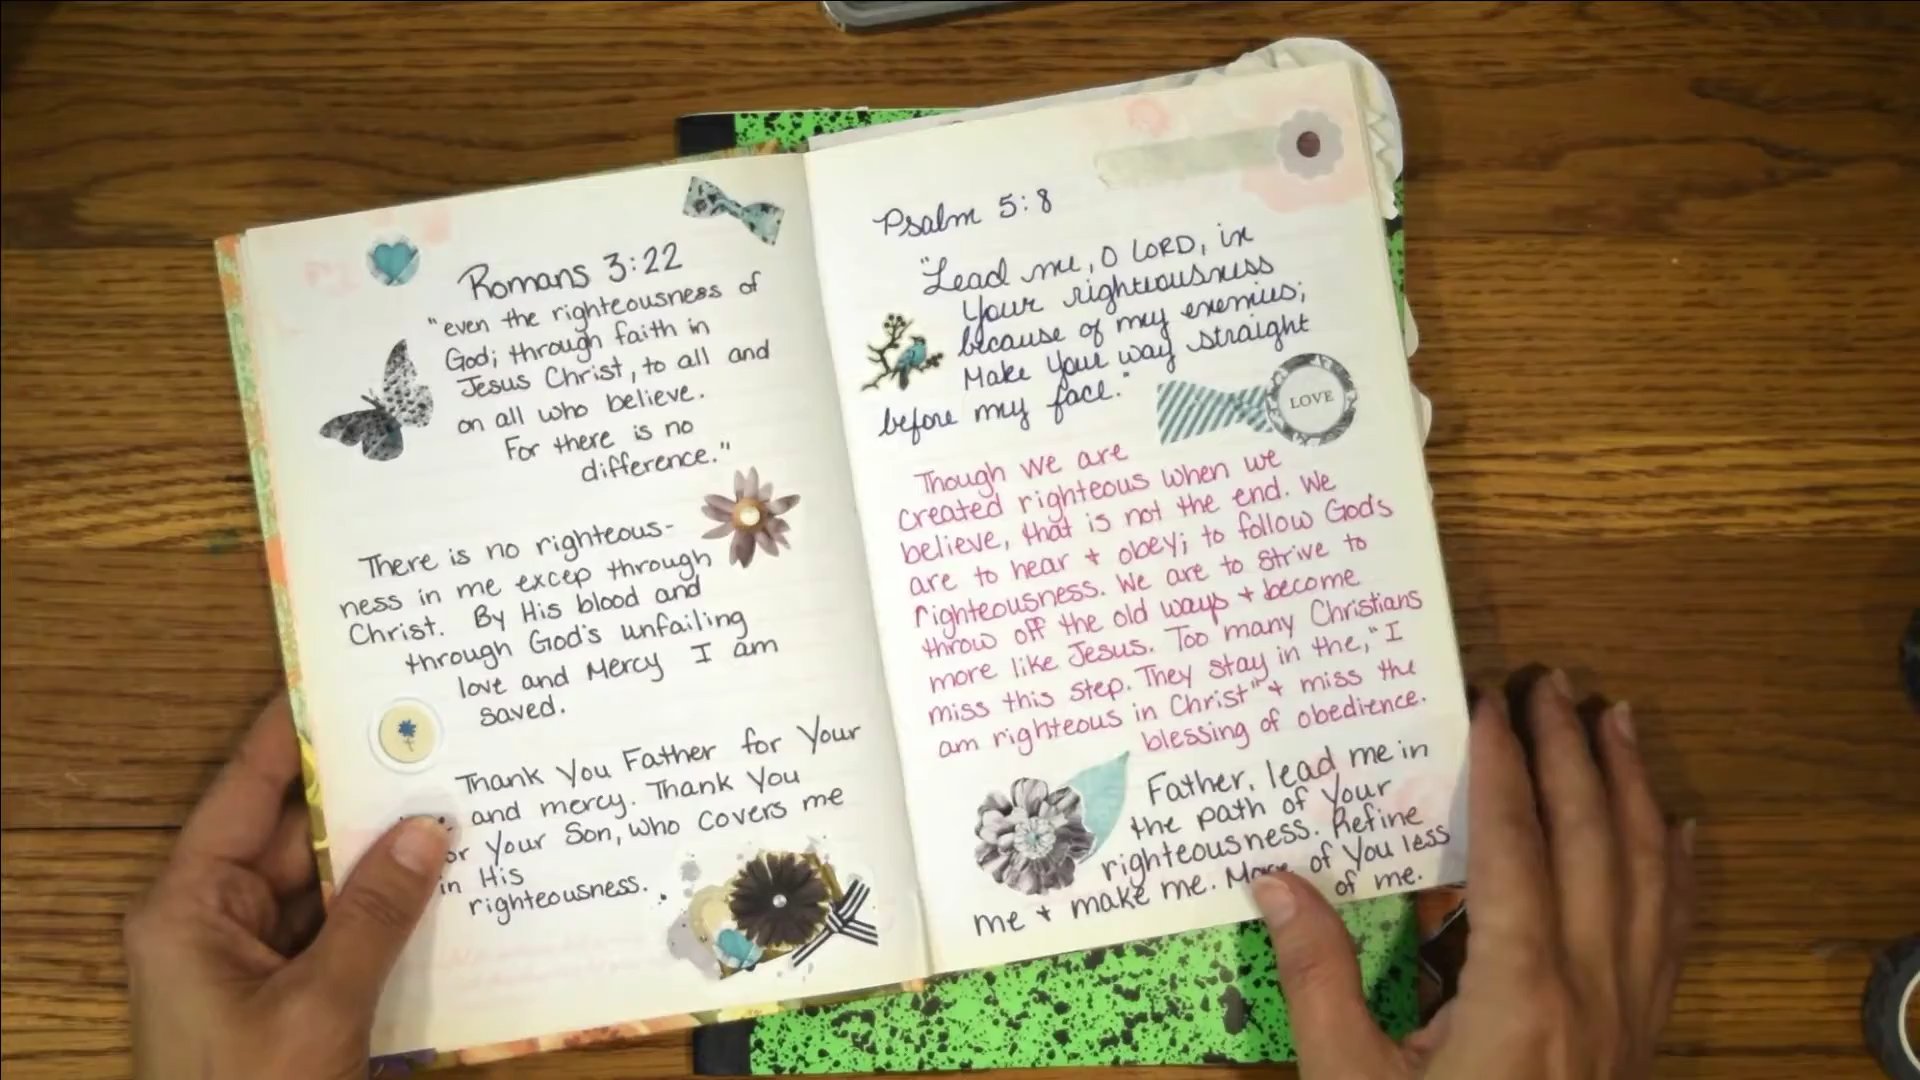 Romans 3:22
"even the righteousness of
God; through faith in
Jesus Christ, to all and
on all who believe.
For there is no
difference."
There is no righteous-
ness in me excep through
Christ. By His blood and
through God's unfailing
love and Mercy I am
saved.
Thank You Father for Your
and mercy. Thank You
Your Son, who covers me
in His
righteousness.
Psalm 5:8
"Lead me, O LORD, in
Your righteousness
because of my enemies;
Make Your way straight
before my face."
LOVE
Though we are
created righteous when we
believe, that is not the end. We
are to hear + obey; to follow God's
righteousness. We are to strive to
throw off the old ways + become
more like Jesus. Too many Christians
miss this step. They stay in the, "I
am righteous in Christ" + miss the
blessing of obedience.
Father, lead me in
the path of Your
righteousness. Refine
me + make me. More of You less
of me.